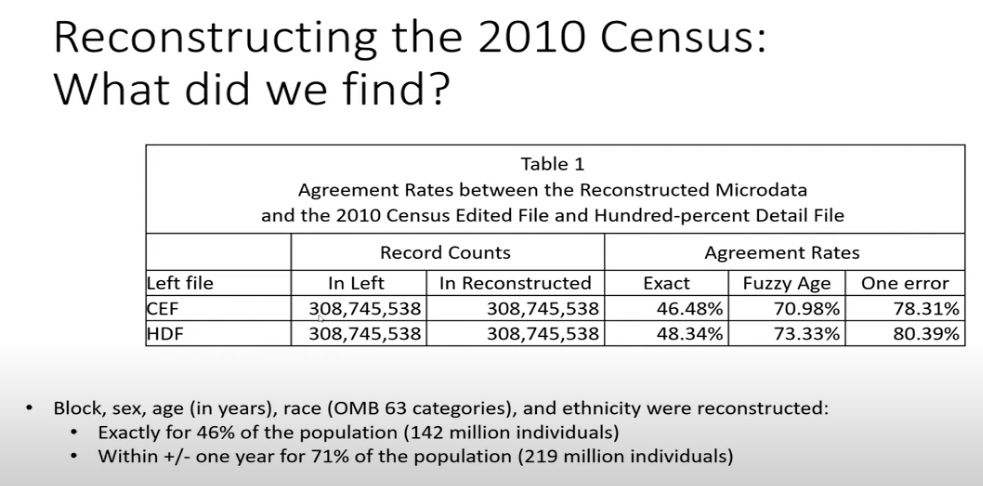 Reconstructing the 2010 Census:
What did we find?
Table 1
Agreement Rates between the Reconstructed Microdata
and the 2010 Census Edited File and Hundred-percent Detail File
Record Counts Agreement Rates
Left file In Left In Reconstructed Exact Fuzzy Age One error
CEF 308,745,538 308,745,538 46.48% 70.98% 78.31%
HDF 308,745,538 308,745,538 48.34% 73.33% 80.39%
• Block, sex, age (in years), race (OMB 63 categories), and ethnicity were reconstructed:
• Exactly for 46% of the population (142 million individuals)
• Within +/- one year for 71% of the population (219 million individuals)